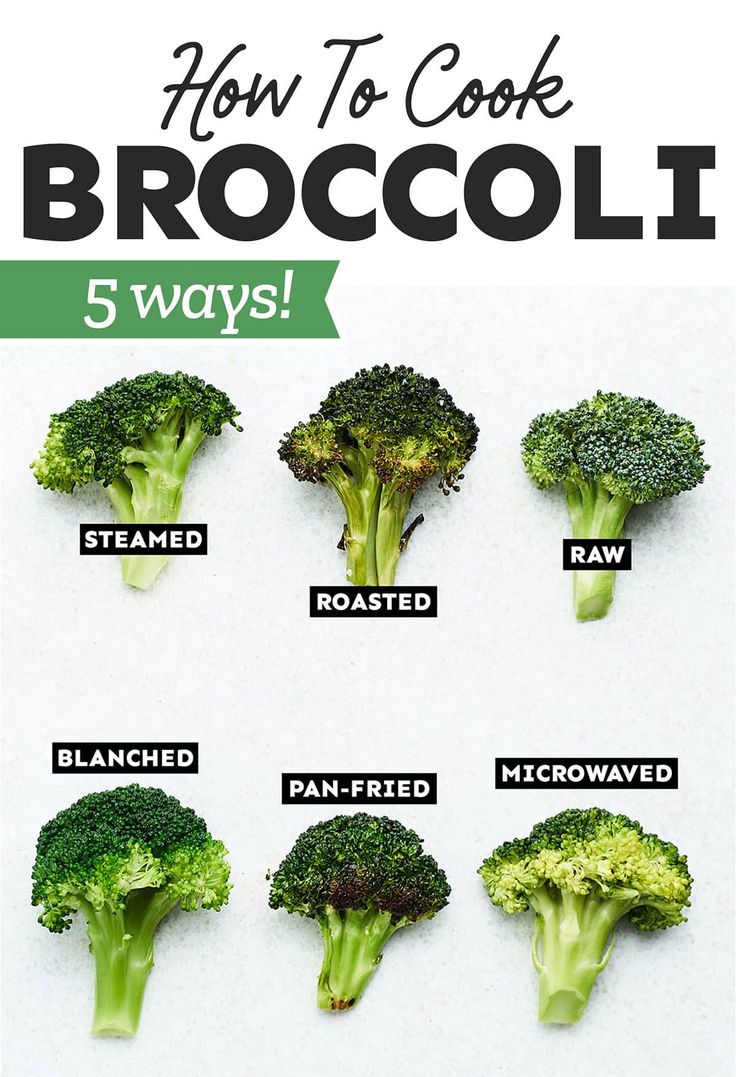 How To Cook
BROCCOLI
5 ways!
STEAMED
ROASTED
RAW
BLANCHED
PAN-FRIED
MICROWAVED